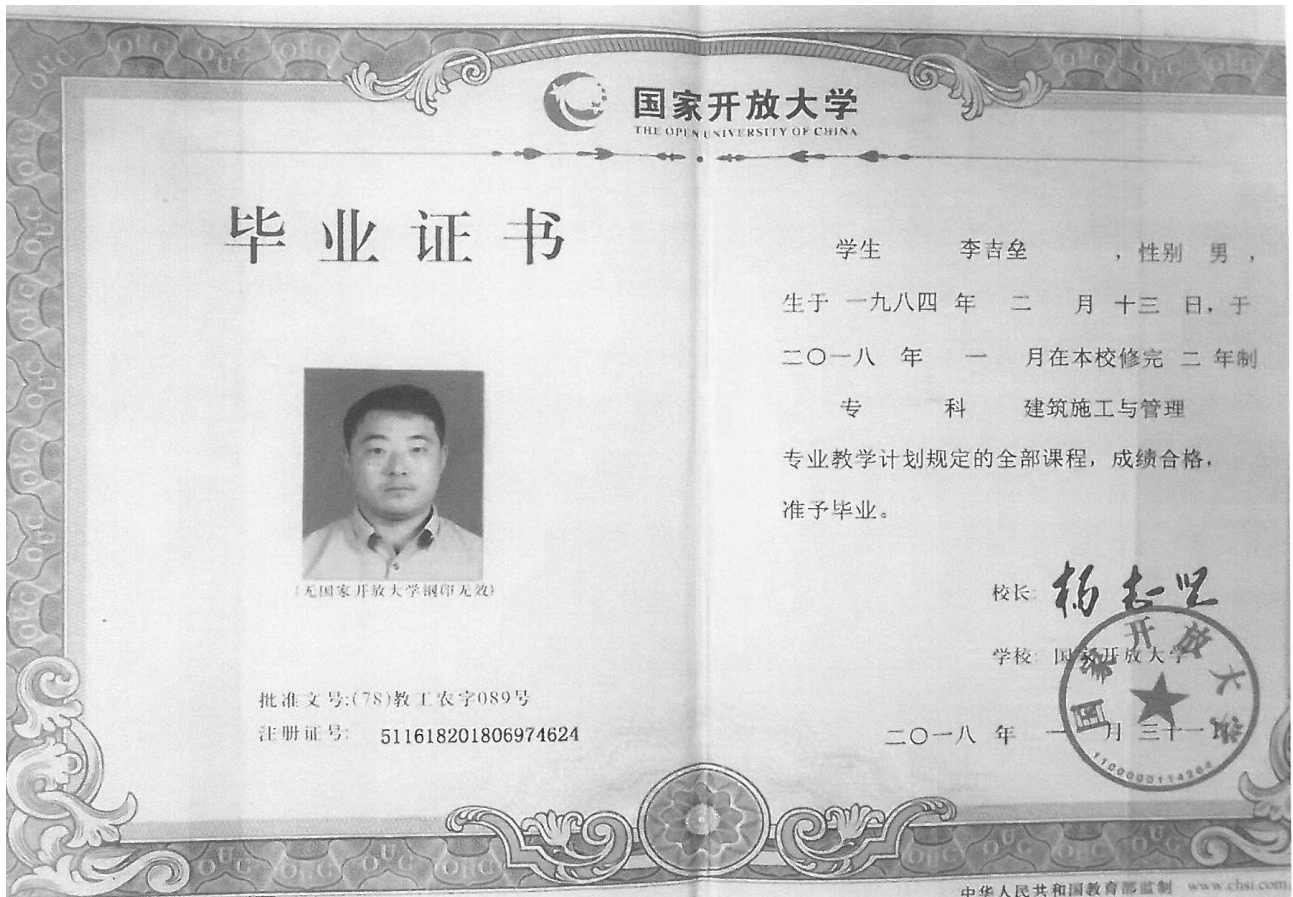 国家开放大学
THE OPEN UNIVERSITY OF CHINA
毕业证书
(无国家开放大学钢印无效)
批准文号:(78)教工农字089号
注册证号: 511618201806974624
学生 李吉垒 ,性别 男 ,
生于 一九八四 年 二 月 十三 日,于
二〇一八 年 一 月在本校修完 二 年制
专 科 建筑施工与管理
专业教学计划规定的全部课程,成绩合格,
准予毕业。
校长:
学校: 国家开放大学
二〇一八 年 一 月 三十一
国家开放大学
1100000114264
中华人民共和国教育部监制 www.chsi.com.